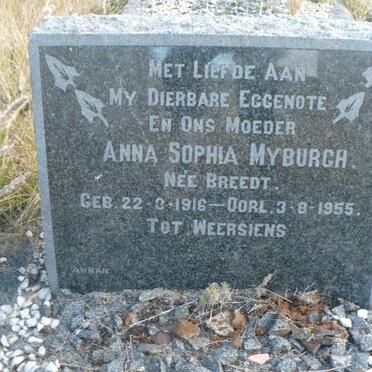 MET LIEFDE AAN
MY DIERBARE EGGENOTE
EN ONS MOEDER
ANNA SOPHIA MYBURGH
NÉE BREEDT.
GEB. 22-9-1916—OORL. 3-8-1955.
TOT WEERSIENS